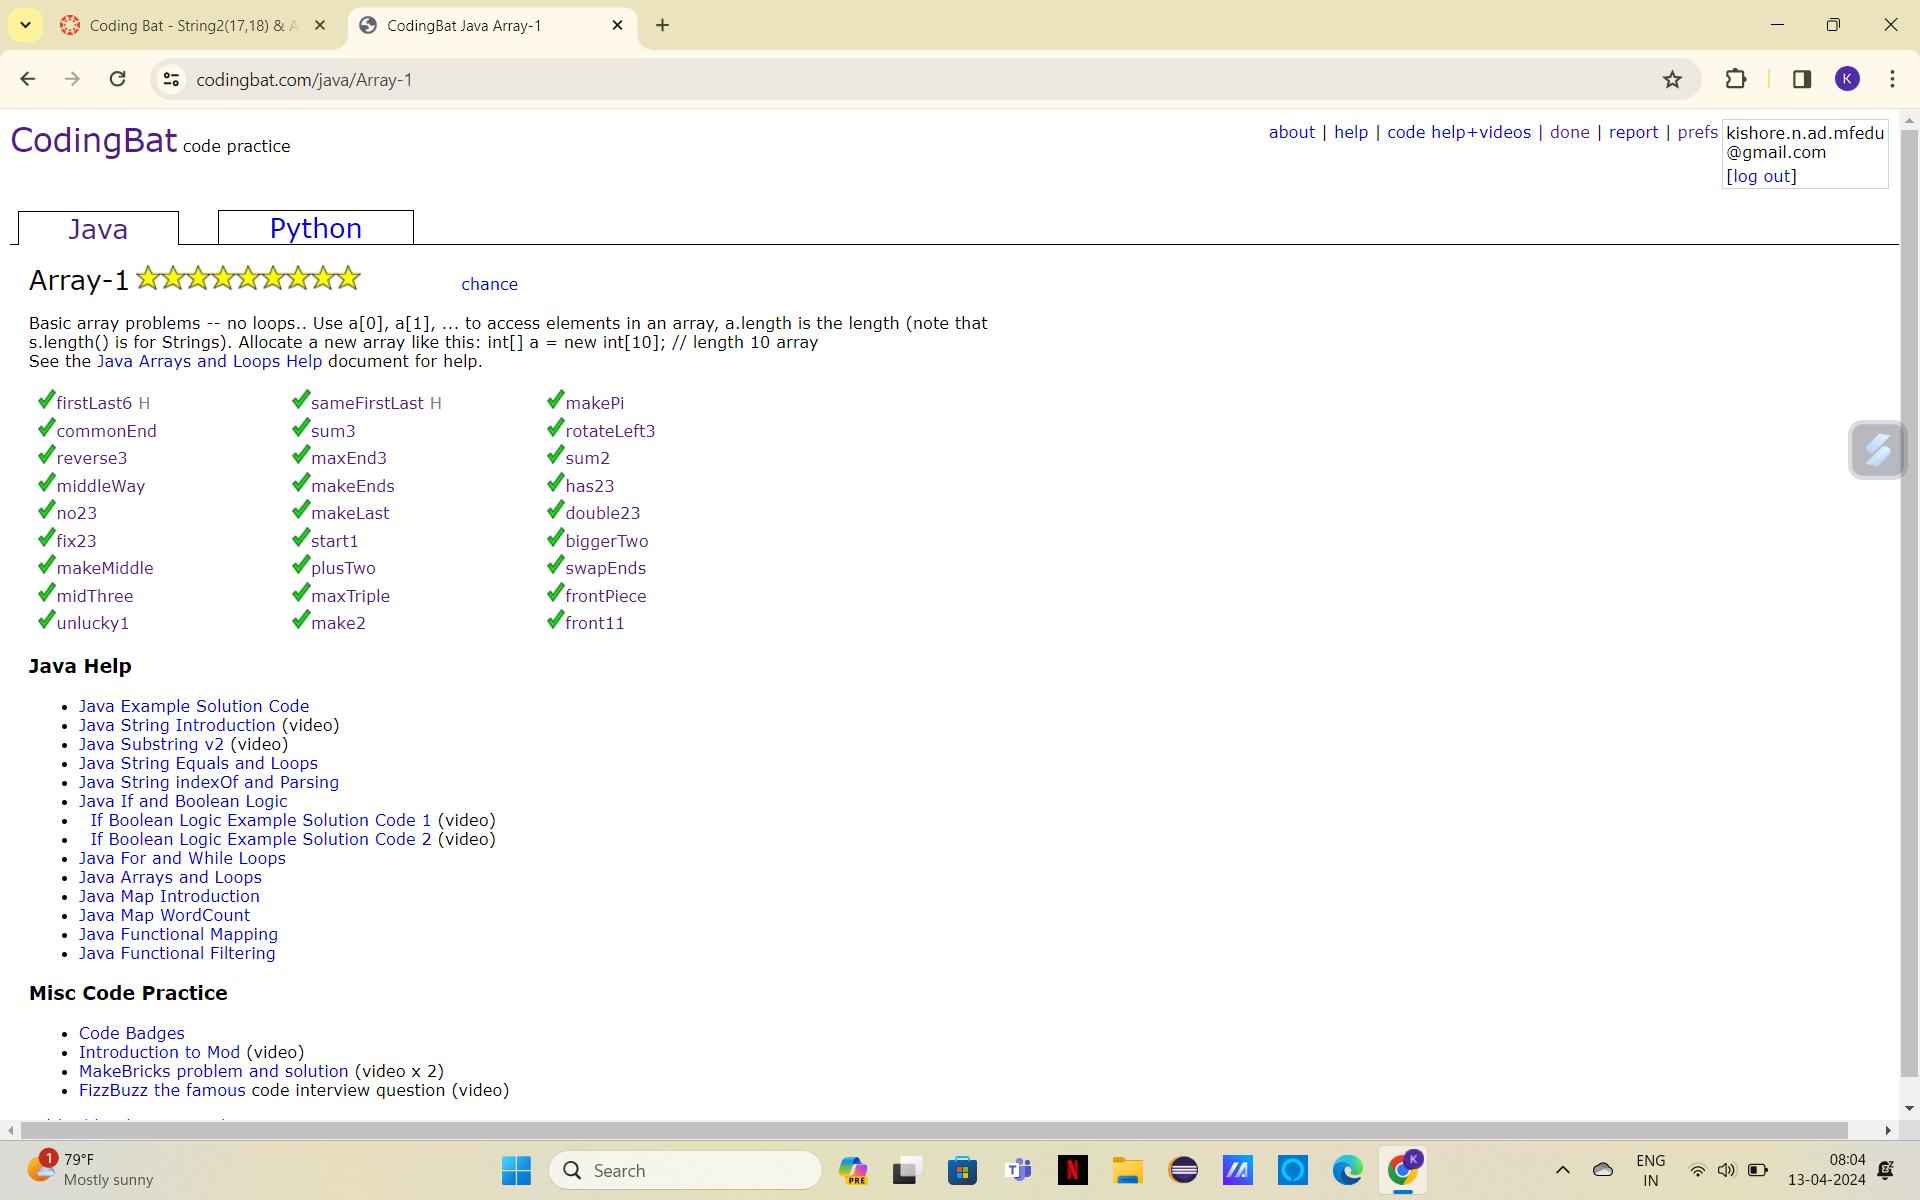 Coding Bat - String2(17,18) & A
CodingBat Java Array-1
codingbat.com/java/Array-1
K
CodingBat code practice
about | help | code help+videos | done | report | prefs
kishore.n.ad.mfedu
@gmail.com
[log out]
Java
Python
Array-1
chance
Basic array problems -- no loops.. Use a[0], a[1], ... to access elements in an array, a.length is the length (note that
s.length() is for Strings). Allocate a new array like this: int[] a = new int[10]; // length 10 array
See the Java Arrays and Loops Help document for help.
firstLast6 H sameFirstLast H makePi
commonEnd sum3 rotateLeft3
reverse3 maxEnd3 sum2
middleWay makeEnds has23
no23 makeLast double23
fix23 start1 biggerTwo
makeMiddle plusTwo swapEnds
midThree maxTriple frontPiece
unlucky1 make2 front11
Java Help
Java Example Solution Code
Java String Introduction (video)
Java Substring v2 (video)
Java String Equals and Loops
Java String indexOf and Parsing
Java If and Boolean Logic
If Boolean Logic Example Solution Code 1 (video)
If Boolean Logic Example Solution Code 2 (video)
Java For and While Loops
Java Arrays and Loops
Java Map Introduction
Java Map WordCount
Java Functional Mapping
Java Functional Filtering
Misc Code Practice
Code Badges
Introduction to Mod (video)
MakeBricks problem and solution (video x 2)
FizzBuzz the famous code interview question (video)
1
79°F
Mostly sunny
Search
PRE
N
K
ENG
IN
08:04
13-04-2024